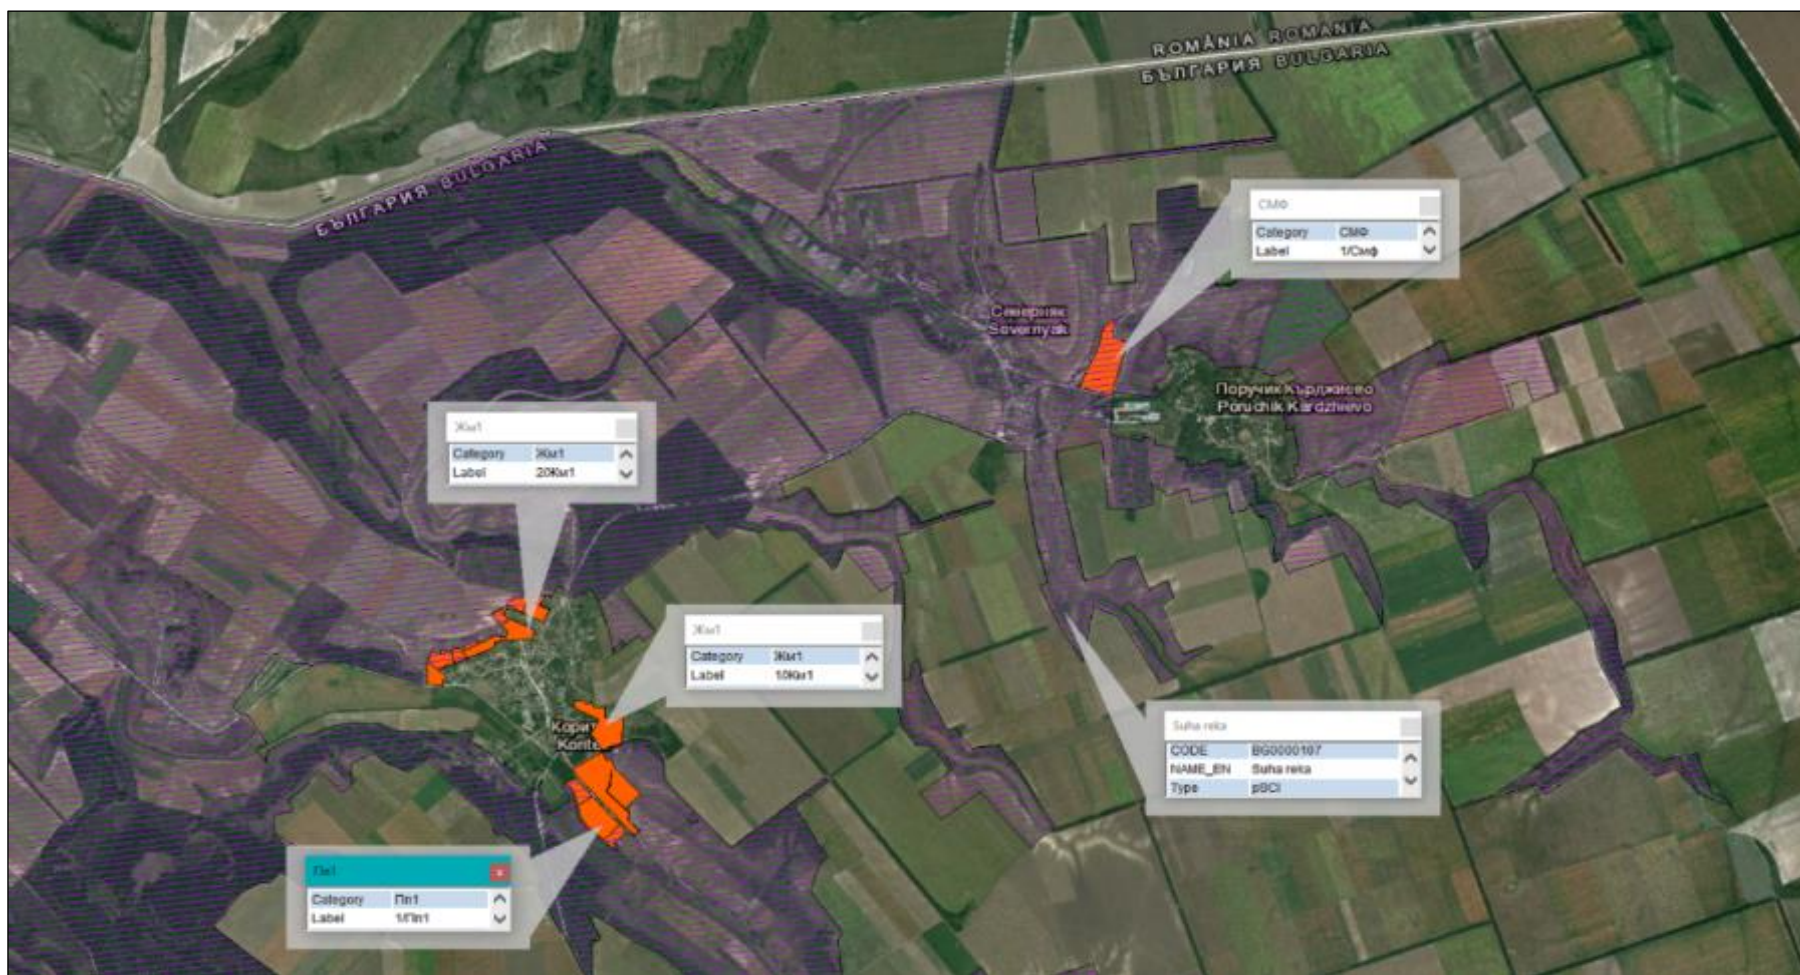 ROMÂNIA ROMANIA
БЪЛГАРИЯ BULGARIA
БЪЛГАРИЯ BULGARIA
СМФ
Category СМФ
Label 1/Смф
Северняк
Severnyak
Поручик Кърджиево
Poruchik Kardzhievo
Жм1
Category Жм1
Label 20Жм1
Жм1
Category Жм1
Label 10Жм1
Suha reka
CODE BG0000107
NAME_EN Suha reka
Type pSCI
Пп1
Category Пп1
Label 1/Пп1